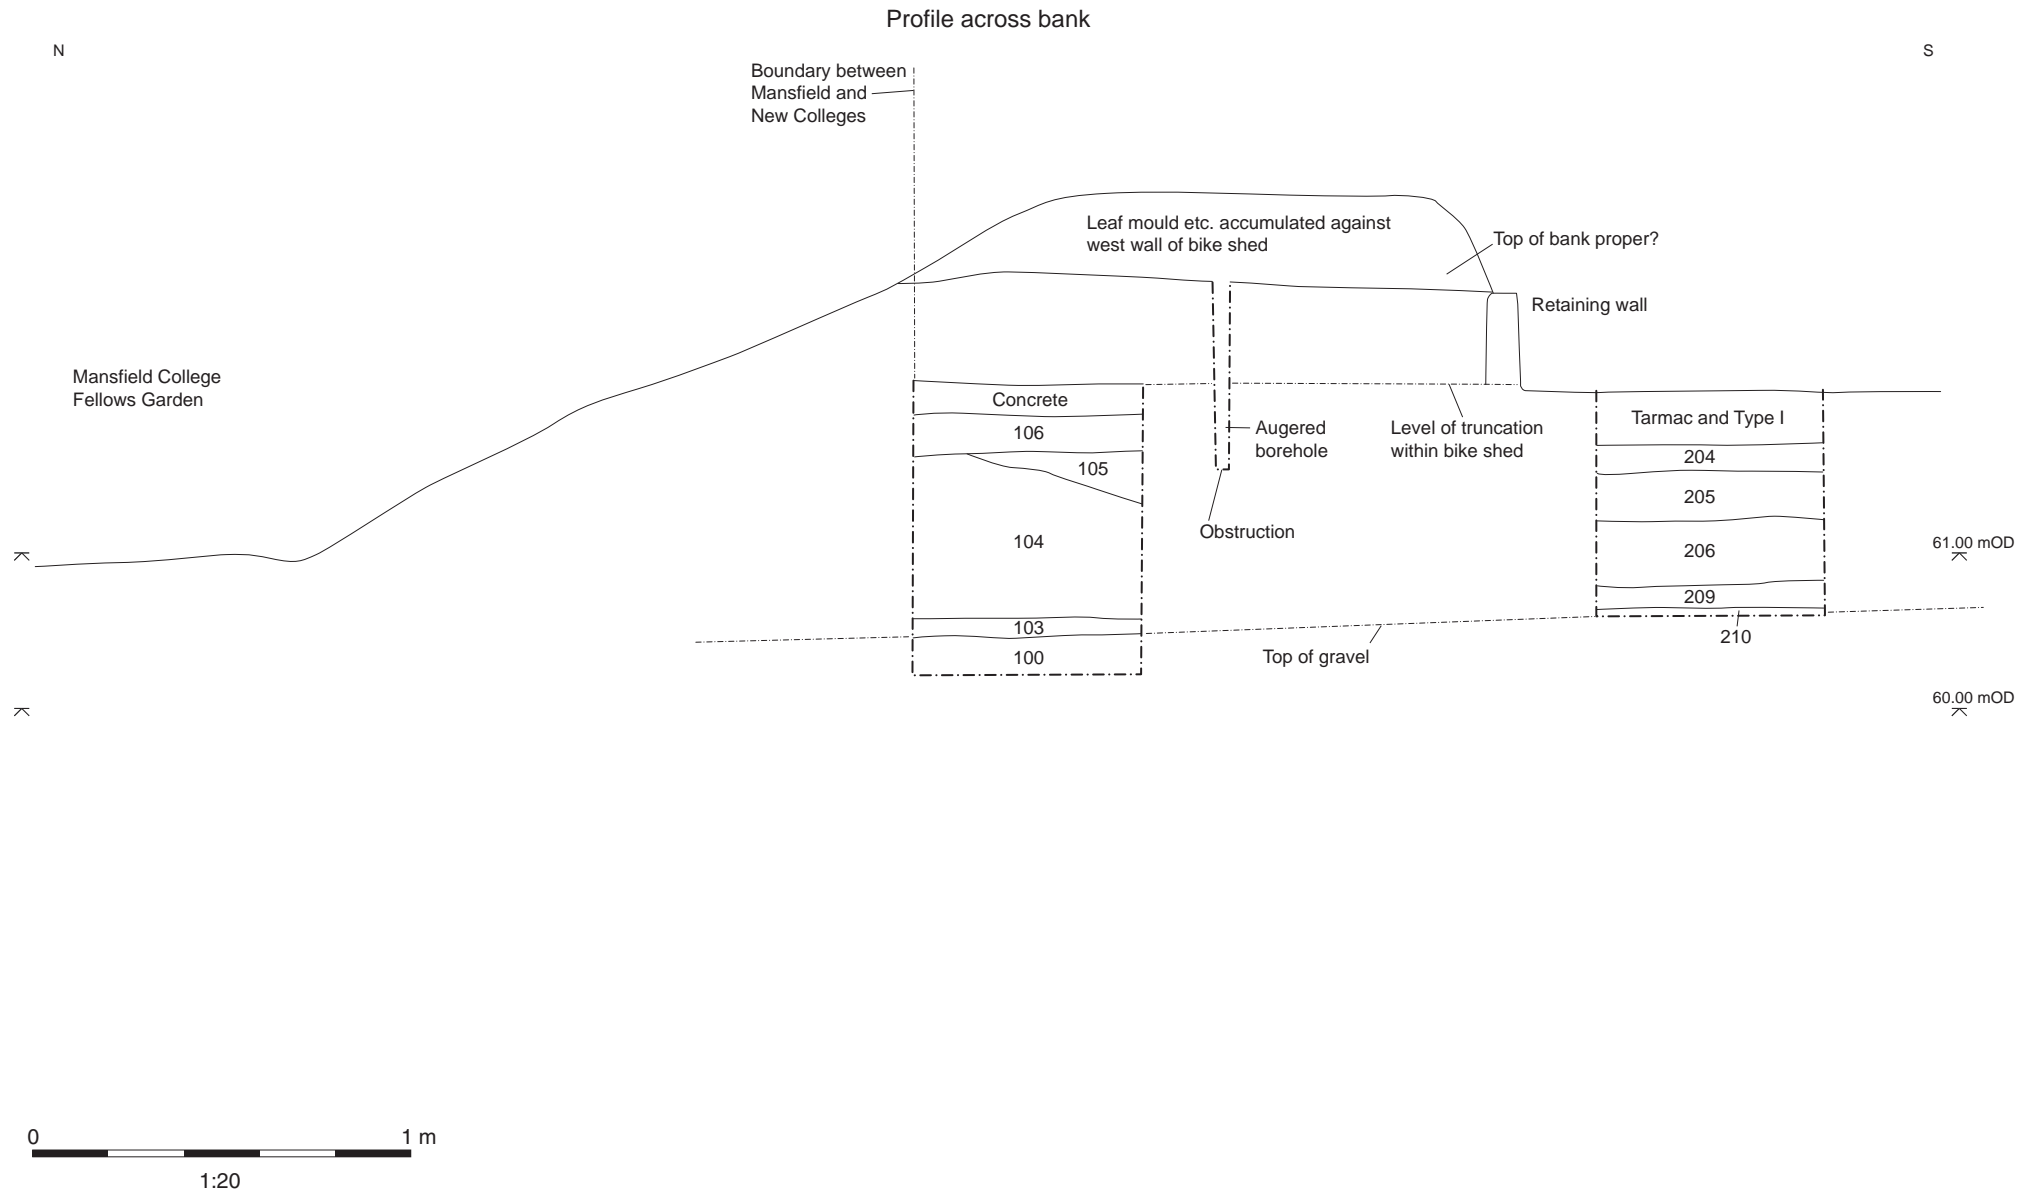 Profile across bank
N
S
Boundary between
Mansfield and
New Colleges
Leaf mould etc. accumulated against
west wall of bike shed
Top of bank proper?
Retaining wall
Mansfield College
Fellows Garden
Concrete
106
105
104
103
100
Augered
borehole
Obstruction
Level of truncation
within bike shed
Top of gravel
Tarmac and Type I
204
205
206
209
210
61.00 mOD
60.00 mOD
0
1 m
1:20